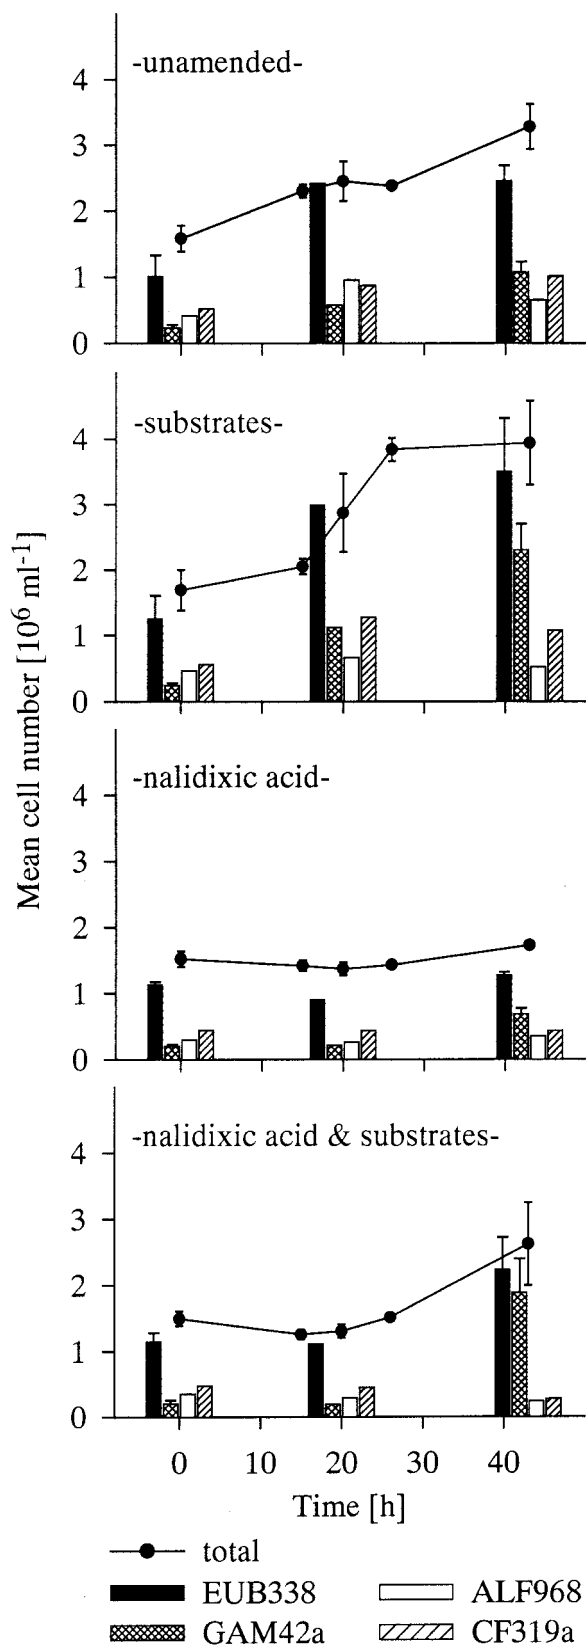 -unamended-
4
3
2
1
0
-substrates-
4
3
2
1
0
-nalidixic acid-
4
3
2
1
0
-nalidixic acid & substrates-
4
3
2
1
0
Mean cell number [10⁶ ml⁻¹]
0 10 20 30 40
Time [h]
total
EUB338 ALF968
GAM42a CF319a